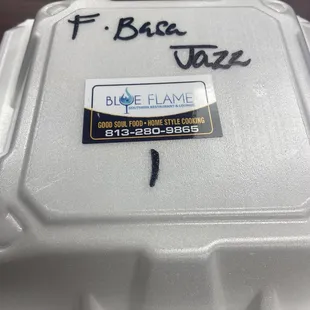 F. Basa
Jazz
BLUE FLAME
GOOD SOUL FOOD • HOME STYLE COOKING
813-280-9865
1